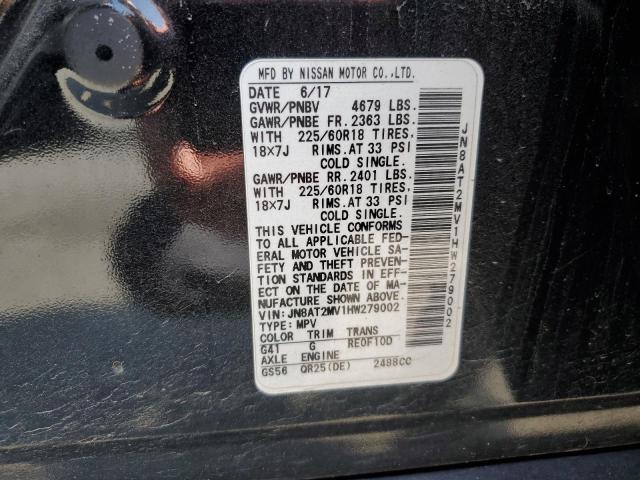 MFD BY NISSAN MOTOR CO.,LTD.
DATE 6/17
GVWR/PNBV 4679 LBS.
GAWR/PNBE FR. 2363 LBS.
WITH 225/60R18 TIRES,
18×7J RIMS.AT 33 PSI
COLD SINGLE.
GAWR/PNBE RR. 2401 LBS.
WITH 225/60R18 TIRES,
18×7J RIMS.AT 33 PSI
COLD SINGLE.
THIS VEHICLE CONFORMS
TO ALL APPLICABLE FED-
ERAL MOTOR VEHICLE SA-
FETY AND THEFT PREVEN-
TION STANDARDS IN EFF-
ECT ON THE DATE OF MA-
NUFACTURE SHOWN ABOVE.
VIN: JN8AT2MV1HW279002
TYPE: MPV
COLOR TRIM TRANS
G41 G RE0F10D
AXLE ENGINE
GS56 QR25(DE) 2488CC
JN8AT2MV1HW279002